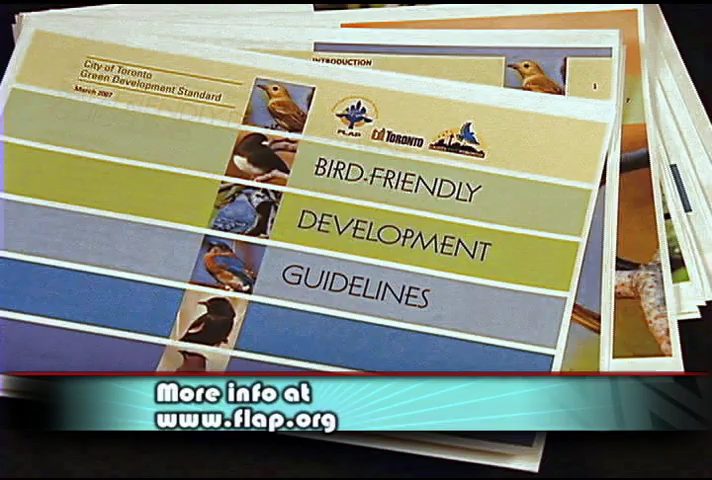 City of Toronto
Green Development Standard
March 2007
INTRODUCTION
1
FLAP
TORONTO
BIRD-FRIENDLY
DEVELOPMENT
GUIDELINES
More info at
www.flap.org